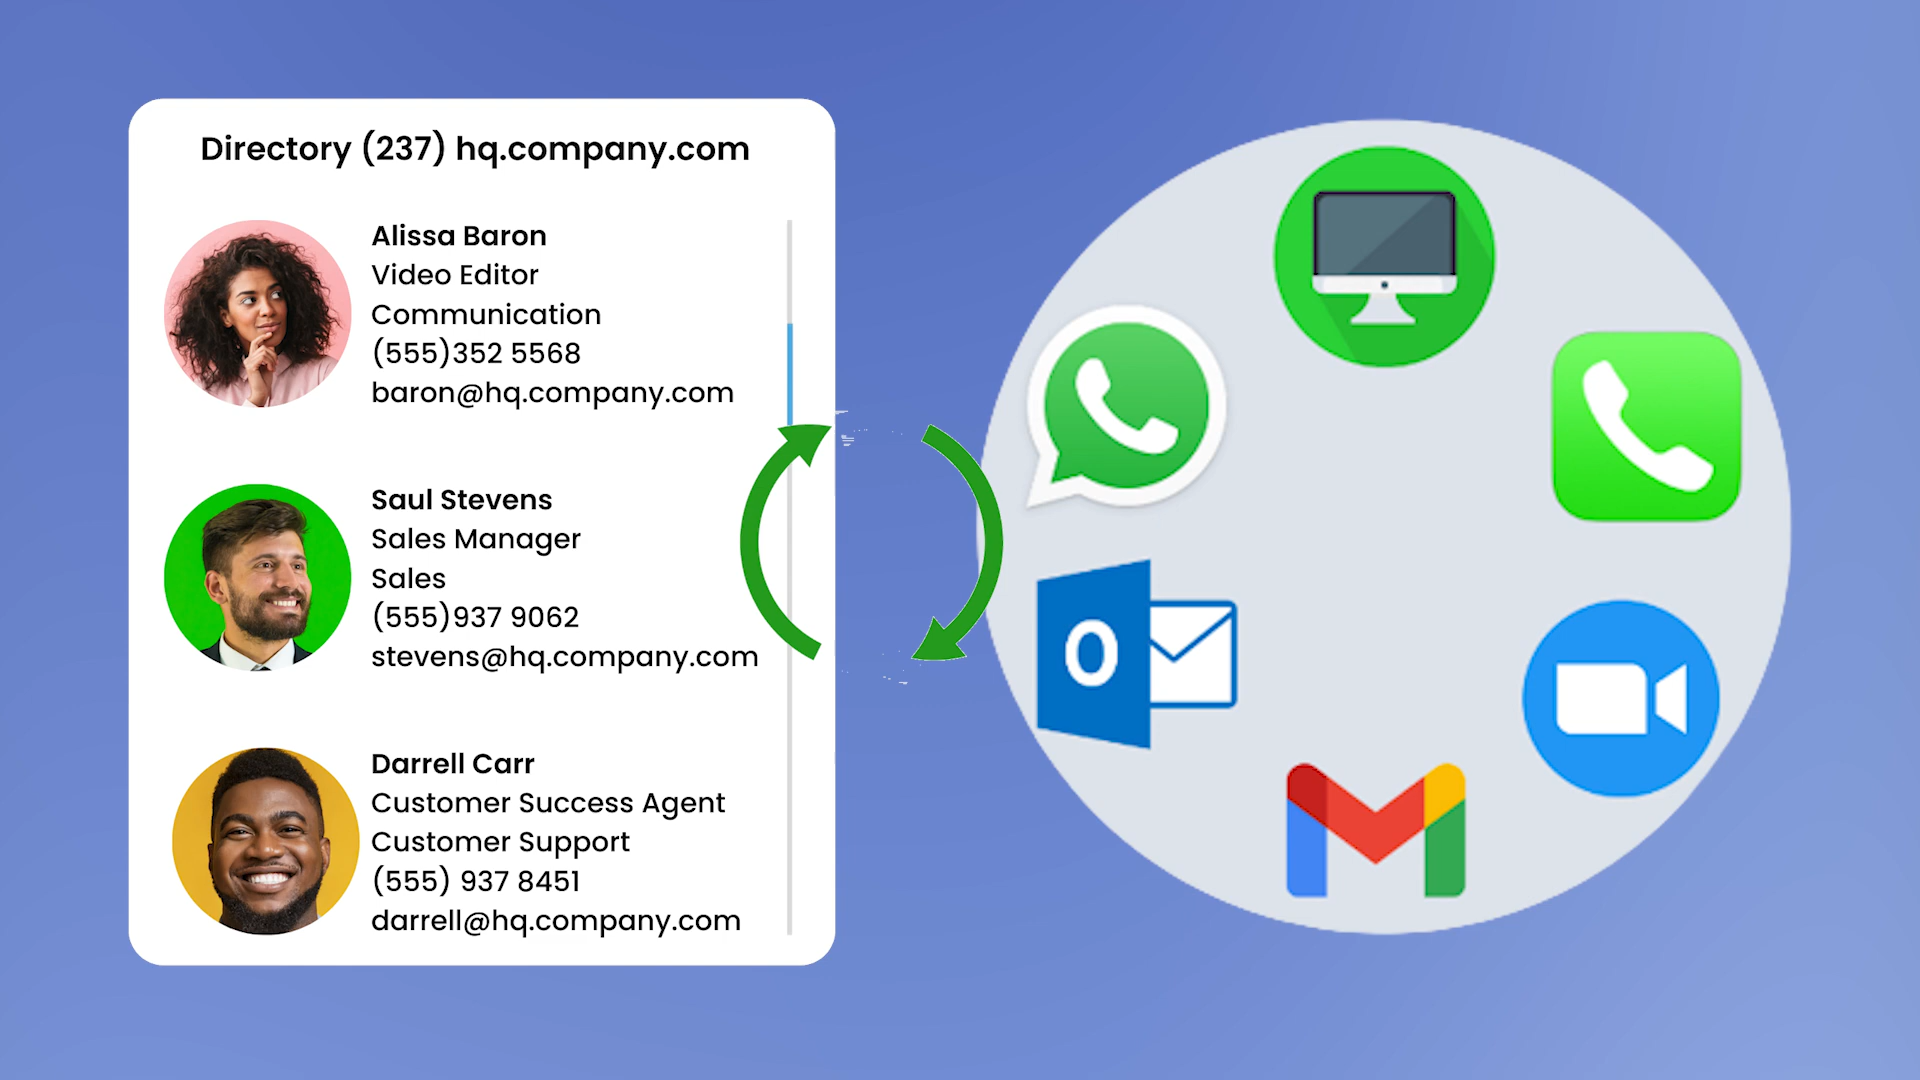 Directory (237) hq.company.com
Alissa Baron
Video Editor
Communication
(555)352 5568
baron@hq.company.com
Saul Stevens
Sales Manager
Sales
(555)937 9062
stevens@hq.company.com
Darrell Carr
Customer Success Agent
Customer Support
(555) 937 8451
darrell@hq.company.com